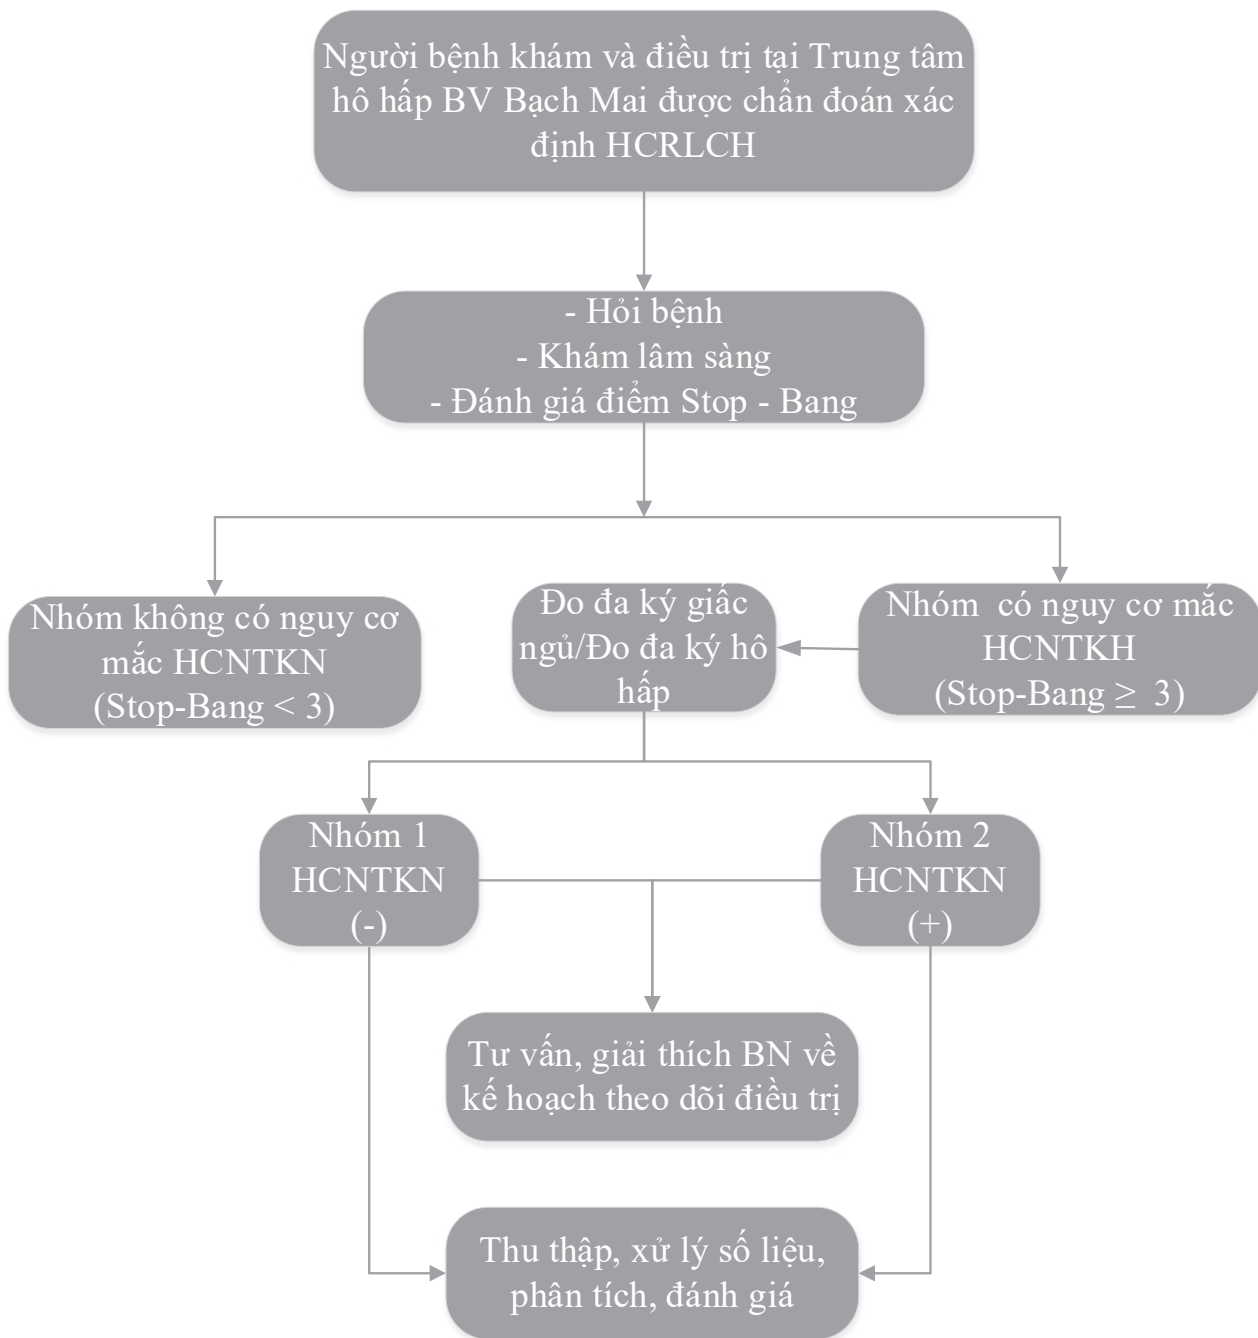 Người bệnh khám và điều trị tại Trung tâm
hô hấp BV Bạch Mai được chẩn đoán xác
định HCRLCH
- Hỏi bệnh
- Khám lâm sàng
- Đánh giá điểm Stop - Bang
Nhóm không có nguy cơ
mắc HCNTKN
(Stop-Bang < 3)
Đo đa ký giấc
ngủ/Đo đa ký hô
hấp
Nhóm  có nguy cơ mắc
HCNTKH
(Stop-Bang ≥  3)
Nhóm 1
HCNTKN
(-)
Nhóm 2
HCNTKN
(+)
Tư vấn, giải thích BN về
kế hoạch theo dõi điều trị
Thu thập, xử lý số liệu,
phân tích, đánh giá